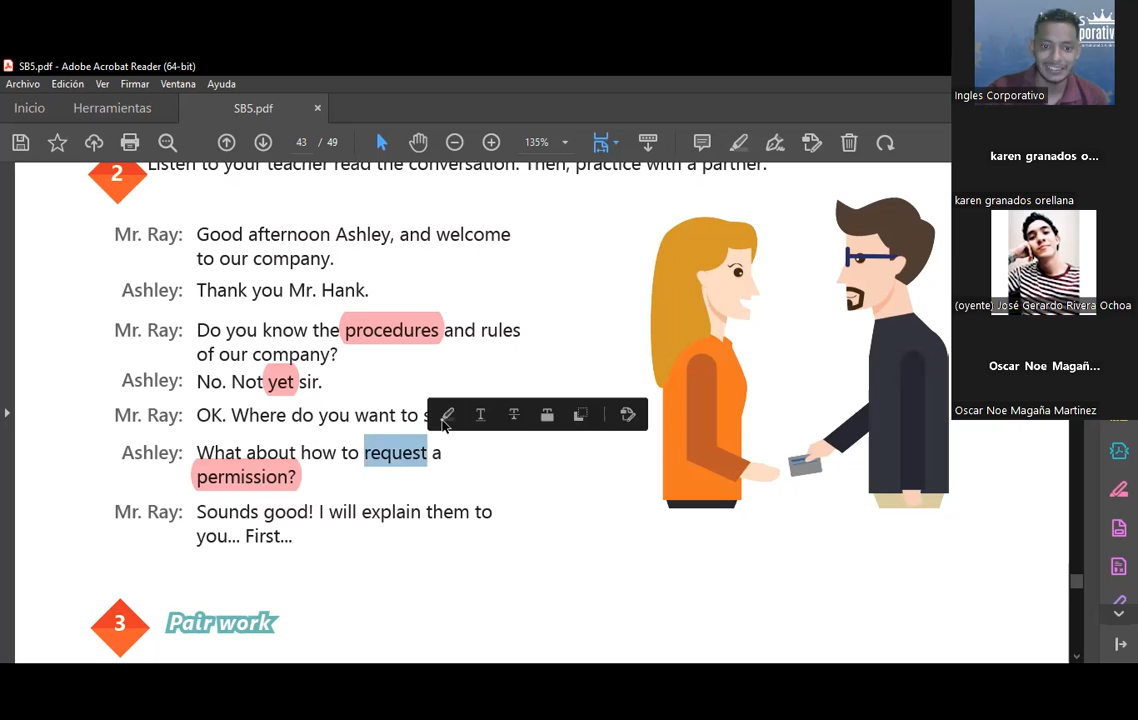 SB5.pdf - Adobe Acrobat Reader (64-bit)
Archivo Edición Ver Firmar Ventana Ayuda
Inicio Herramientas SB5.pdf ×
43 / 49 135%
2 Listen to your teacher read the conversation. Then, practice with a partner.
Mr. Ray: Good afternoon Ashley, and welcome
to our company.
Ashley: Thank you Mr. Hank.
Mr. Ray: Do you know the procedures and rules
of our company?
Ashley: No. Not yet sir.
Mr. Ray: OK. Where do you want to
Ashley: What about how to request a
permission?
Mr. Ray: Sounds good! I will explain them to
you... First...
3 Pair work
Ingles Corporativo
karen granados o...
karen granados orellana
(oyente) José Gerardo Rivera Ochoa
Oscar Noe Magañ...
Oscar Noe Magaña Martinez